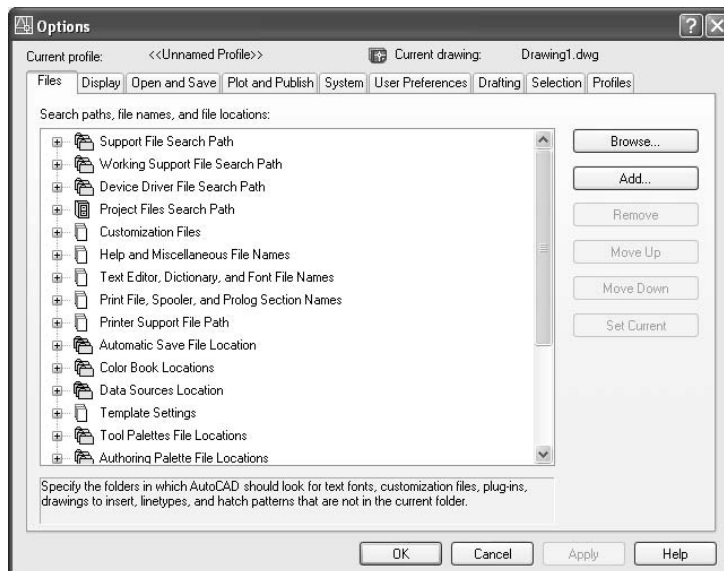 Options
Current profile: <<Unnamed Profile>> Current drawing: Drawing1.dwg
Files Display Open and Save Plot and Publish System User Preferences Drafting Selection Profiles
Search paths, file names, and file locations:
Support File Search Path
Working Support File Search Path
Device Driver File Search Path
Project Files Search Path
Customization Files
Help and Miscellaneous File Names
Text Editor, Dictionary, and Font File Names
Print File, Spooler, and Prolog Section Names
Printer Support File Path
Automatic Save File Location
Color Book Locations
Data Sources Location
Template Settings
Tool Palettes File Locations
Authoring Palette File Locations
Browse...
Add...
Remove
Move Up
Move Down
Set Current
Specify the folders in which AutoCAD should look for text fonts, customization files, plug-ins,
drawings to insert, linetypes, and hatch patterns that are not in the current folder.
OK Cancel Apply Help